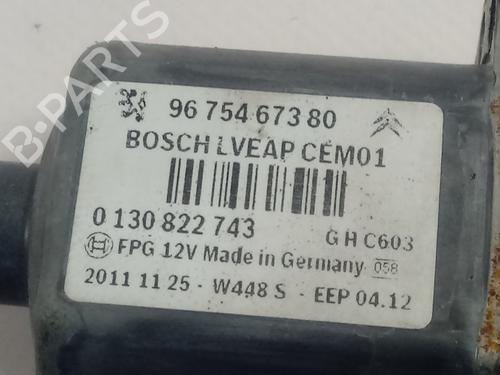 B-PARTS
96 754 673 80
BOSCH LVEAP CEM01
0 130 822 743 G H C603
BOSCH FPG 12V Made in Germany 058
2011 11 25 - W448 S - EEP 04.12